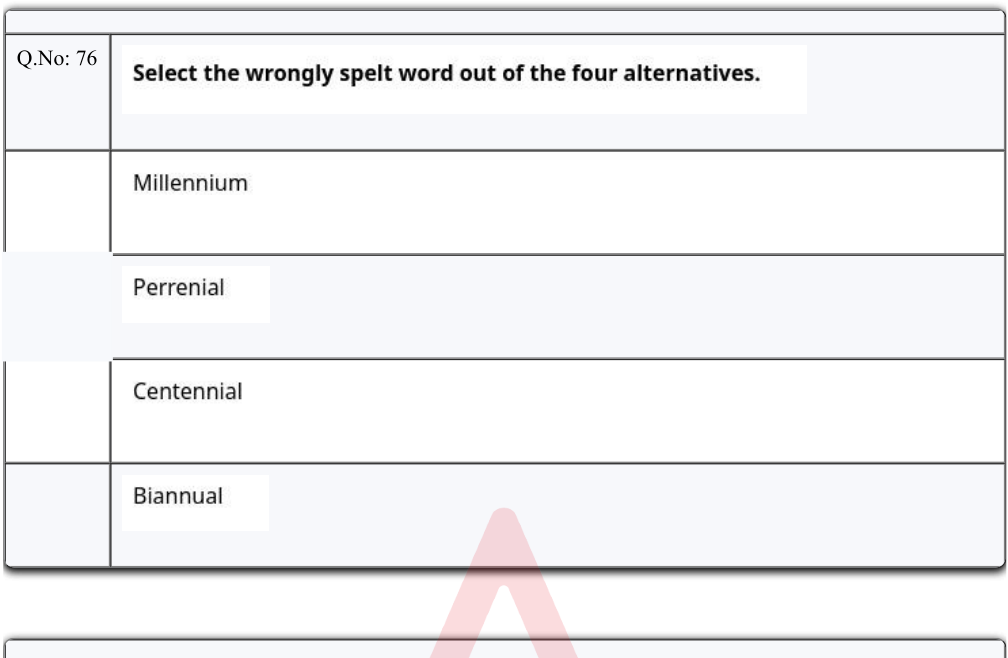 Q.No: 76
Select the wrongly spelt word out of the four alternatives.
Millennium
Perrenial
Centennial
Biannual